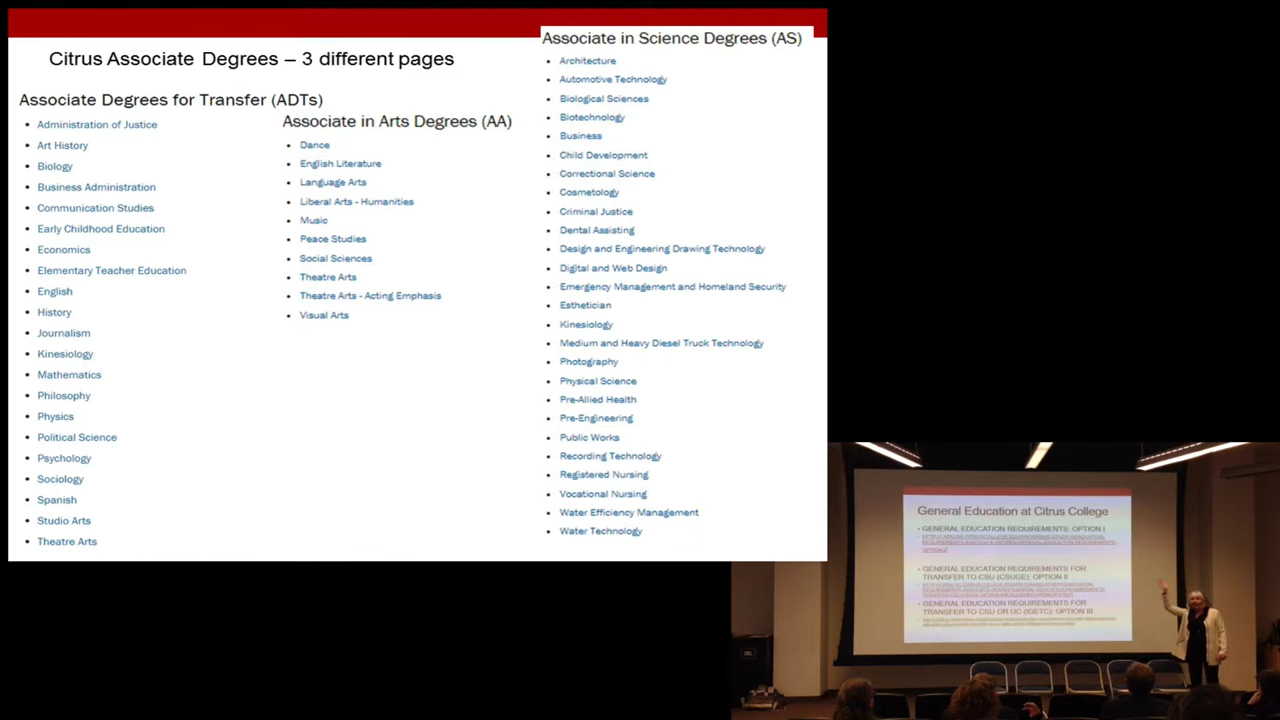 Citrus Associate Degrees – 3 different pages
Associate Degrees for Transfer (ADTs)
Administration of Justice
Art History
Biology
Business Administration
Communication Studies
Early Childhood Education
Economics
Elementary Teacher Education
English
History
Journalism
Kinesiology
Mathematics
Philosophy
Physics
Political Science
Psychology
Sociology
Spanish
Studio Arts
Theatre Arts
Associate in Arts Degrees (AA)
Dance
English Literature
Language Arts
Liberal Arts - Humanities
Music
Peace Studies
Social Sciences
Theatre Arts
Theatre Arts - Acting Emphasis
Visual Arts
Associate in Science Degrees (AS)
Architecture
Automotive Technology
Biological Sciences
Biotechnology
Business
Child Development
Correctional Science
Cosmetology
Criminal Justice
Dental Assisting
Design and Engineering Drawing Technology
Digital and Web Design
Emergency Management and Homeland Security
Esthetician
Kinesiology
Medium and Heavy Diesel Truck Technology
Photography
Physical Science
Pre-Allied Health
Pre-Engineering
Public Works
Recording Technology
Registered Nursing
Vocational Nursing
Water Efficiency Management
Water Technology
General Education at Citrus College
GENERAL EDUCATION REQUIREMENTS: OPTION I
GENERAL EDUCATION REQUIREMENTS FOR
TRANSFER TO CSU (CSUGE): OPTION II
GENERAL EDUCATION REQUIREMENTS FOR
TRANSFER TO CSU OR UC (IGETC): OPTION III